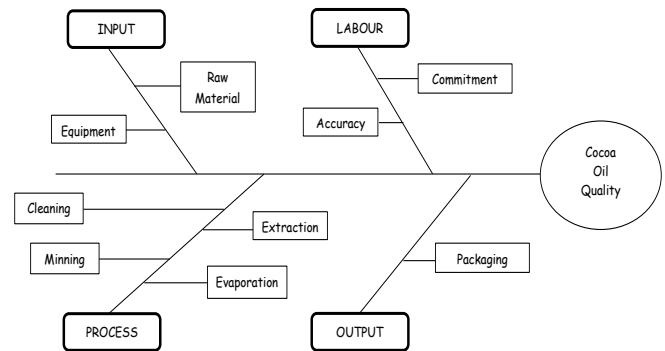 INPUT
LABOUR
Raw
Material
Commitment
Equipment
Accuracy
Cocoa
Oil
Quality
Cleaning
Extraction
Minning
Packaging
Evaporation
PROCESS
OUTPUT